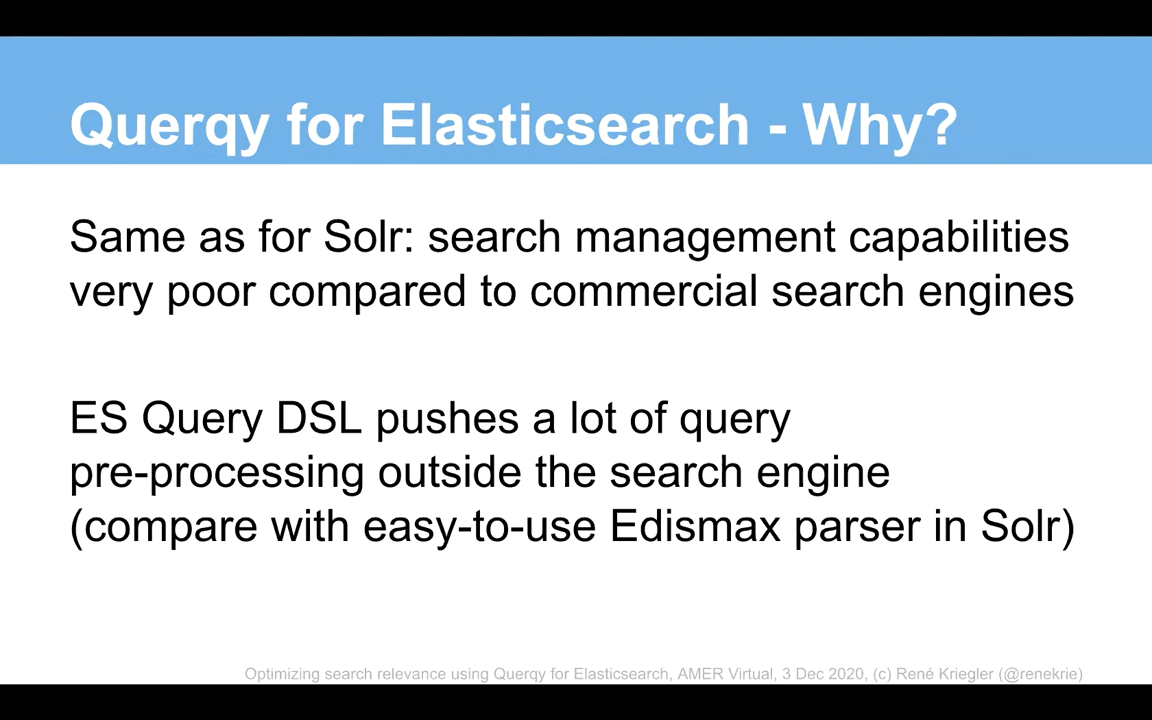 Querqy for Elasticsearch - Why?
Same as for Solr: search management capabilities
very poor compared to commercial search engines
ES Query DSL pushes a lot of query
pre-processing outside the search engine
(compare with easy-to-use Edismax parser in Solr)
Optimizing search relevance using Querqy for Elasticsearch, AMER Virtual, 3 Dec 2020, (c) René Kriegler (@renekrie)